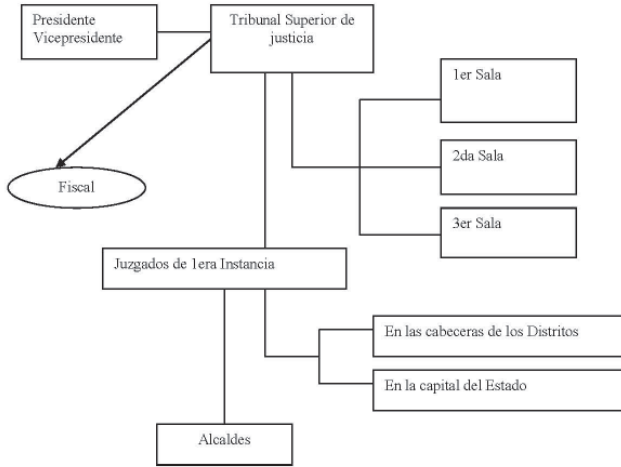 Presidente
Vicepresidente
Tribunal Superior de
justicia
1er Sala
2da Sala
Fiscal
3er Sala
Juzgados de 1era Instancia
En las cabeceras de los Distritos
En la capital del Estado
Alcaldes